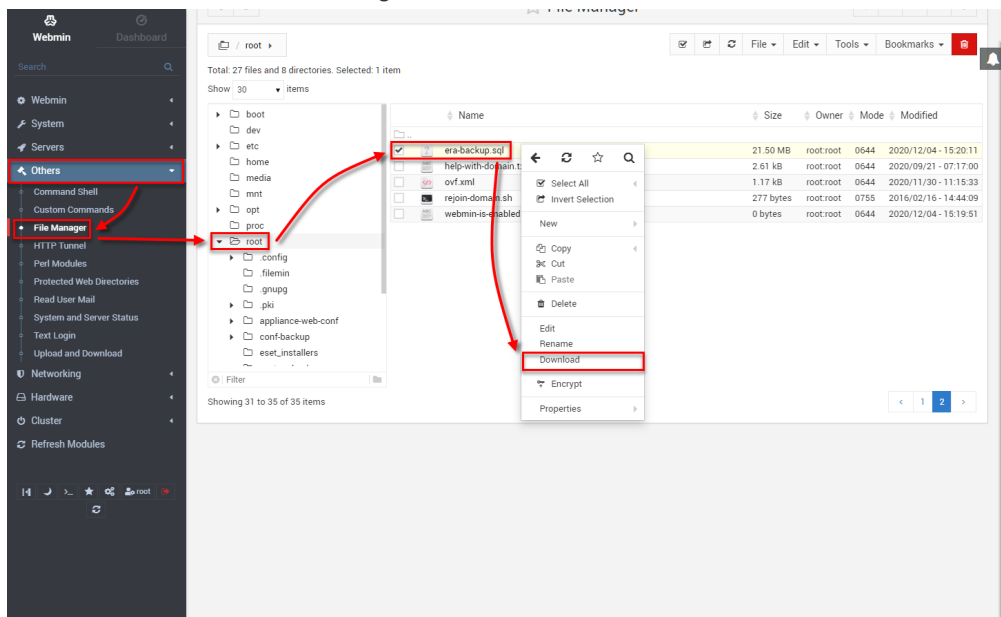 File Manager
Webmin
Dashboard
Search
Webmin
System
Servers
Others
Command Shell
Custom Commands
File Manager
HTTP Tunnel
Perl Modules
Protected Web Directories
Read User Mail
System and Server Status
Text Login
Upload and Download
Networking
Hardware
Cluster
Refresh Modules
root
/ root
File Edit Tools Bookmarks
Total: 27 files and 8 directories. Selected: 1 item
Show 30 items
boot
dev
etc
home
media
mnt
opt
proc
root
.config
.filemin
.gnupg
.pki
appliance-web-conf
conf-backup
eset_installers
Filter
Name Size Owner Mode Modified
..
era-backup.sql 21.50 MB root:root 0644 2020/12/04 - 15:20:11
help-with-domain.t 2.61 kB root:root 0644 2020/09/21 - 07:17:00
ovf.xml 1.17 kB root:root 0644 2020/11/30 - 11:15:33
rejoin-domain.sh 277 bytes root:root 0755 2016/02/16 - 14:44:09
webmin-is-enabled 0 bytes root:root 0644 2020/12/04 - 15:19:51
Select All
Invert Selection
New
Copy
Cut
Paste
Delete
Edit
Rename
Download
Encrypt
Properties
Showing 31 to 35 of 35 items
< 1 2 >